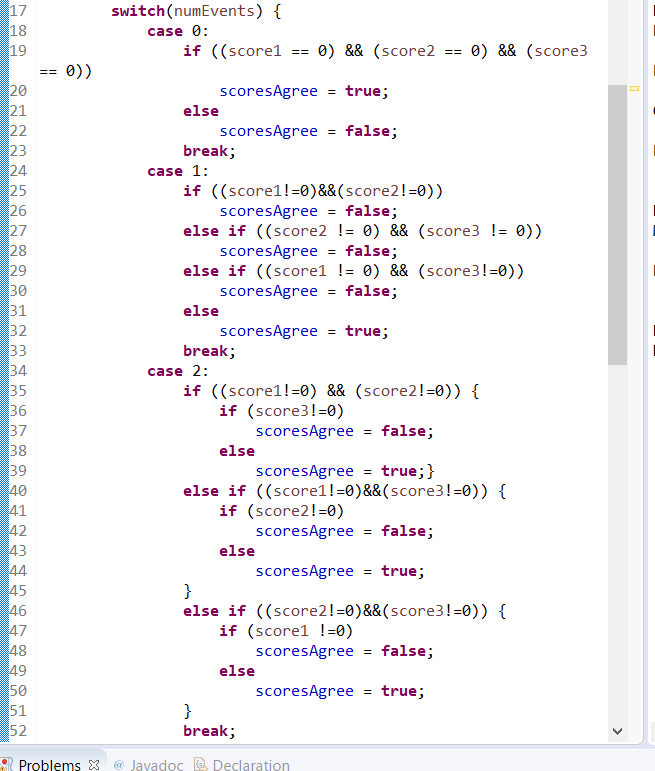 17 switch(numEvents) {
18 case 0:
19 if ((score1 == 0) && (score2 == 0) && (score3
== 0))
20 scoresAgree = true;
21 else
22 scoresAgree = false;
23 break;
24 case 1:
25 if ((score1!=0)&&(score2!=0))
26 scoresAgree = false;
27 else if ((score2 != 0) && (score3 != 0))
28 scoresAgree = false;
29 else if ((score1 != 0) && (score3!=0))
30 scoresAgree = false;
31 else
32 scoresAgree = true;
33 break;
34 case 2:
35 if ((score1!=0) && (score2!=0)) {
36 if (score3!=0)
37 scoresAgree = false;
38 else
39 scoresAgree = true;}
40 else if ((score1!=0)&&(score3!=0)) {
41 if (score2!=0)
42 scoresAgree = false;
43 else
44 scoresAgree = true;
45 }
46 else if ((score2!=0)&&(score3!=0)) {
47 if (score1 !=0)
48 scoresAgree = false;
49 else
50 scoresAgree = true;
51 }
52 break;
Problems @ Javadoc Declaration